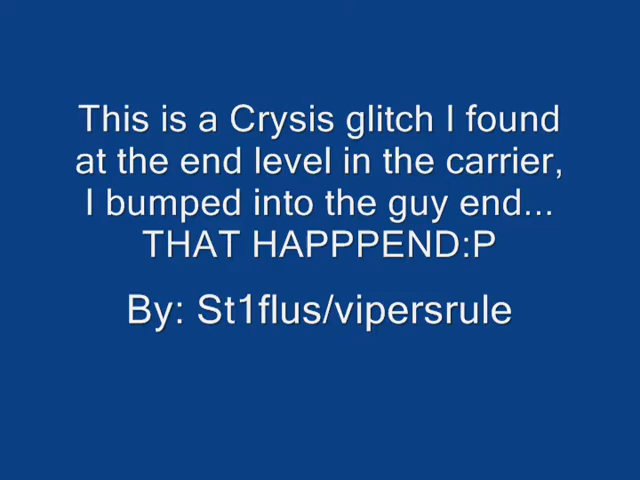 This is a Crysis glitch I found
at the end level in the carrier,
I bumped into the guy end...
THAT HAPPPEND:P
By: St1flus/vipersrule